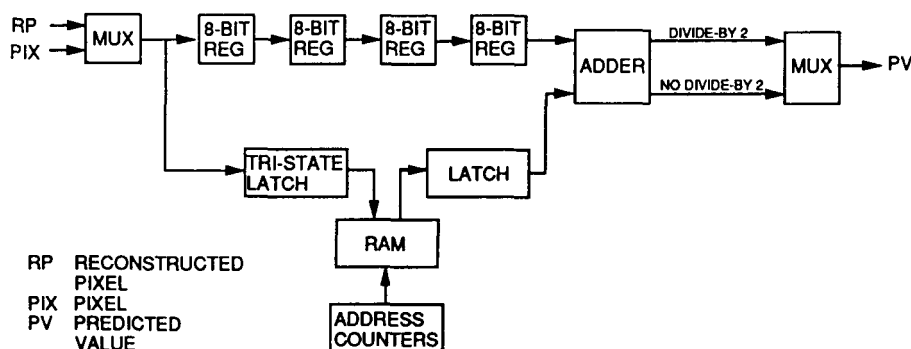 RP
PIX
MUX
8-BIT
REG
8-BIT
REG
8-BIT
REG
8-BIT
REG
ADDER
DIVIDE-BY 2
NO DIVIDE-BY 2
MUX
PV
TRI-STATE
LATCH
LATCH
RAM
ADDRESS
COUNTERS
RP RECONSTRUCTED
PIXEL
PIX PIXEL
PV PREDICTED
VALUE